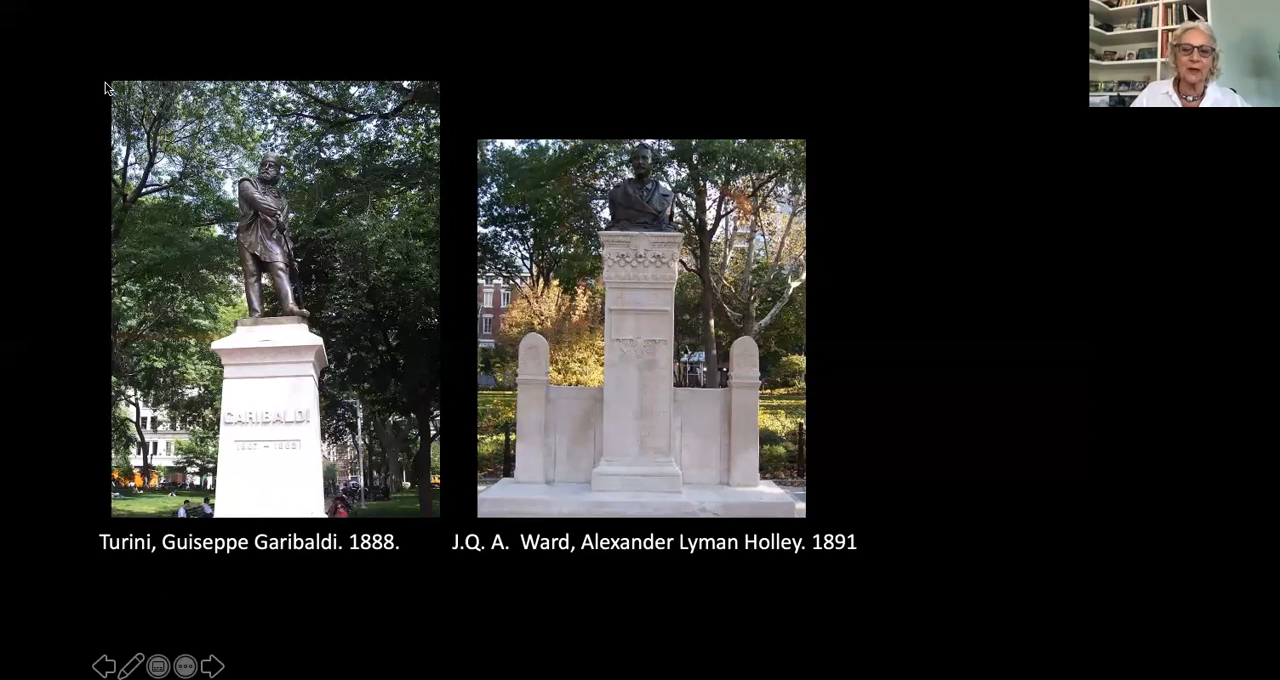 GARIBALDI
1807 – 1882
Turini, Guiseppe Garibaldi. 1888.
J.Q. A.  Ward, Alexander Lyman Holley. 1891